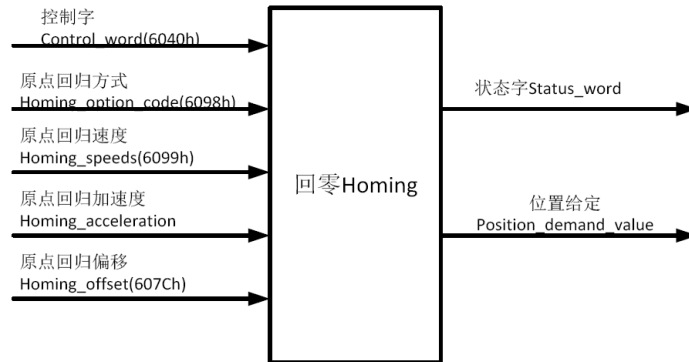 控制字
Control_word(6040h)
原点回归方式
Homing_option_code(6098h)
原点回归速度
Homing_speeds(6099h)
原点回归加速度
Homing_acceleration
原点回归偏移
Homing_offset(607Ch)
回零Homing
状态字Status_word
位置给定
Position_demand_value